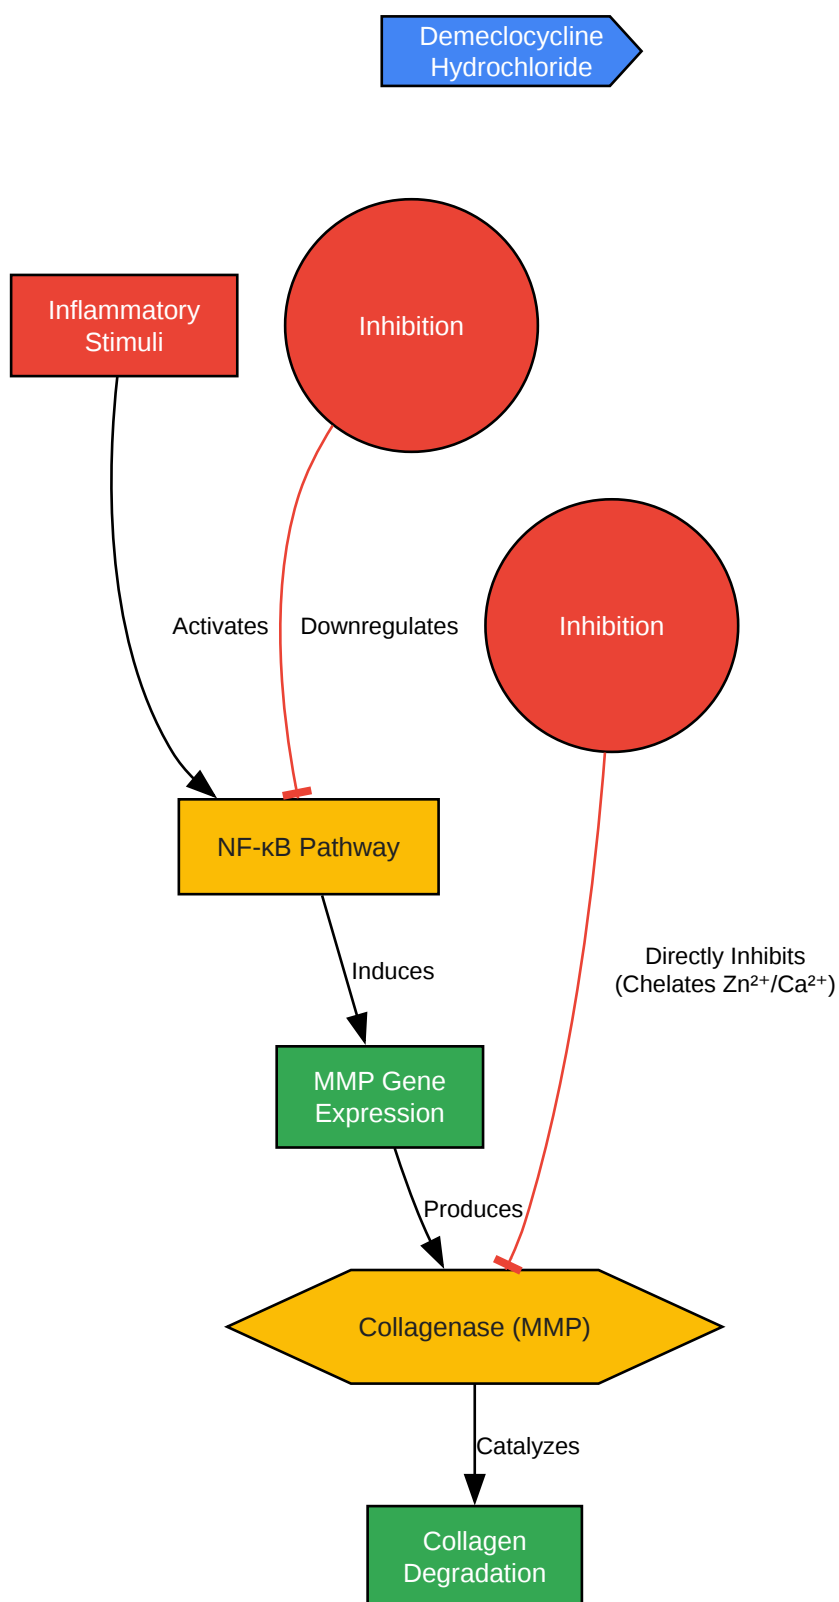 Demeclocycline
Hydrochloride
Inflammatory
Stimuli
Inhibition
Inhibition
Activates
Downregulates
NF-κB Pathway
Directly Inhibits
(Chelates Zn²⁺/Ca²⁺)
Induces
MMP Gene
Expression
Produces
Collagenase (MMP)
Catalyzes
Collagen
Degradation